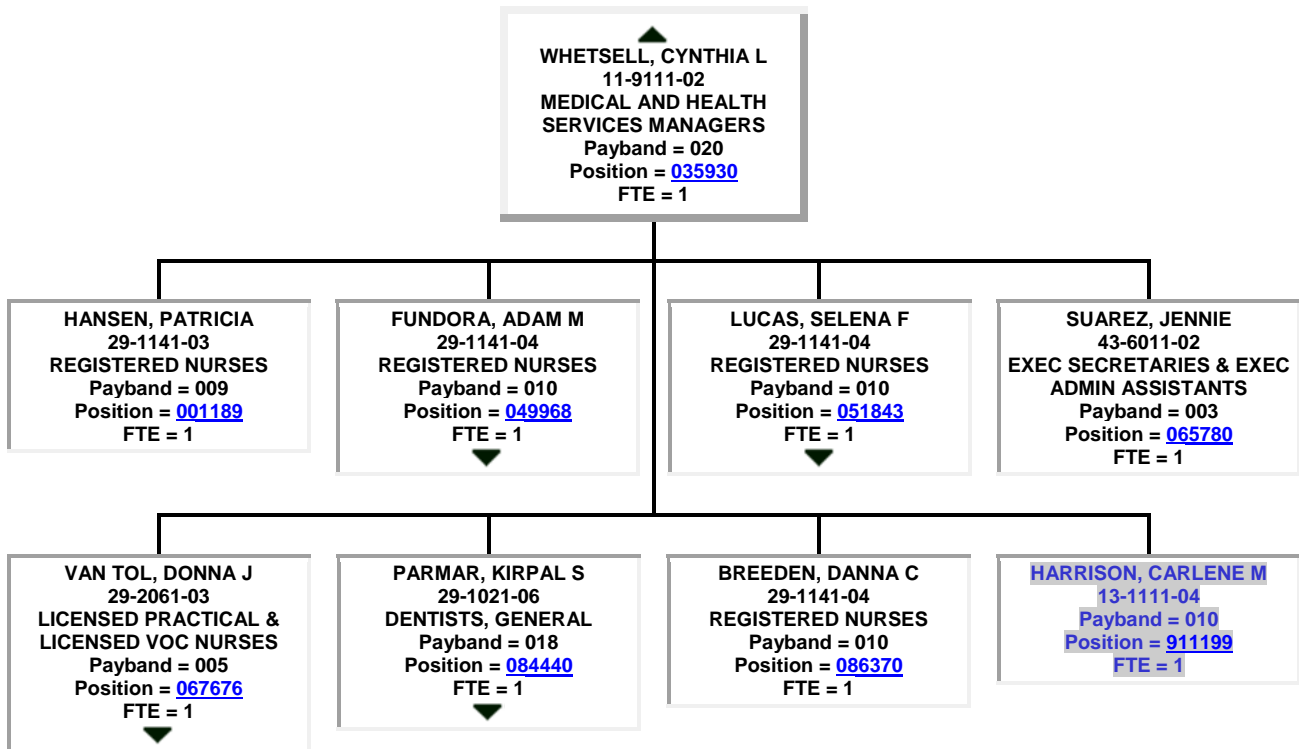 WHETSELL, CYNTHIA L
11-9111-02
MEDICAL AND HEALTH
SERVICES MANAGERS
Payband = 020
Position = 035930
FTE = 1
HANSEN, PATRICIA
29-1141-03
REGISTERED NURSES
Payband = 009
Position = 001189
FTE = 1
FUNDORA, ADAM M
29-1141-04
REGISTERED NURSES
Payband = 010
Position = 049968
FTE = 1
LUCAS, SELENA F
29-1141-04
REGISTERED NURSES
Payband = 010
Position = 051843
FTE = 1
SUAREZ, JENNIE
43-6011-02
EXEC SECRETARIES & EXEC
ADMIN ASSISTANTS
Payband = 003
Position = 065780
FTE = 1
VAN TOL, DONNA J
29-2061-03
LICENSED PRACTICAL &
LICENSED VOC NURSES
Payband = 005
Position = 067676
FTE = 1
PARMAR, KIRPAL S
29-1021-06
DENTISTS, GENERAL
Payband = 018
Position = 084440
FTE = 1
BREEDEN, DANNA C
29-1141-04
REGISTERED NURSES
Payband = 010
Position = 086370
FTE = 1
HARRISON, CARLENE M
13-1111-04
Payband = 010
Position = 911199
FTE = 1